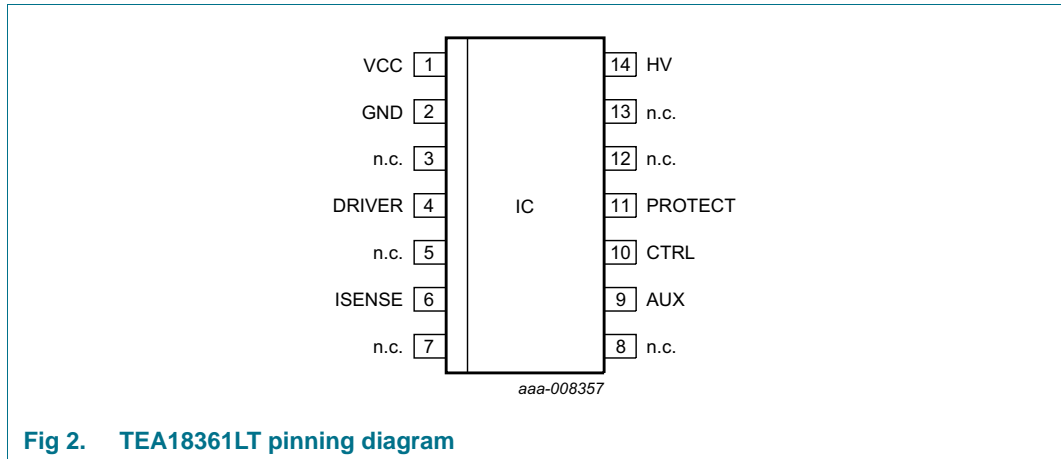 VCC 1 14 HV
GND 2 13 n.c.
n.c. 3 12 n.c.
DRIVER 4 IC 11 PROTECT
n.c. 5 10 CTRL
ISENSE 6 9 AUX
n.c. 7 8 n.c.
aaa-008357
Fig 2. TEA18361LT pinning diagram